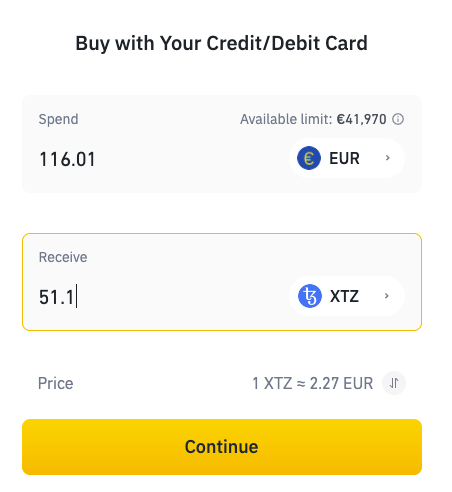 Buy with Your Credit/Debit Card
Spend
Available limit: €41,970
116.01
€ EUR
Receive
51.1
ꜩ XTZ
Price
1 XTZ ≈ 2.27 EUR
Continue